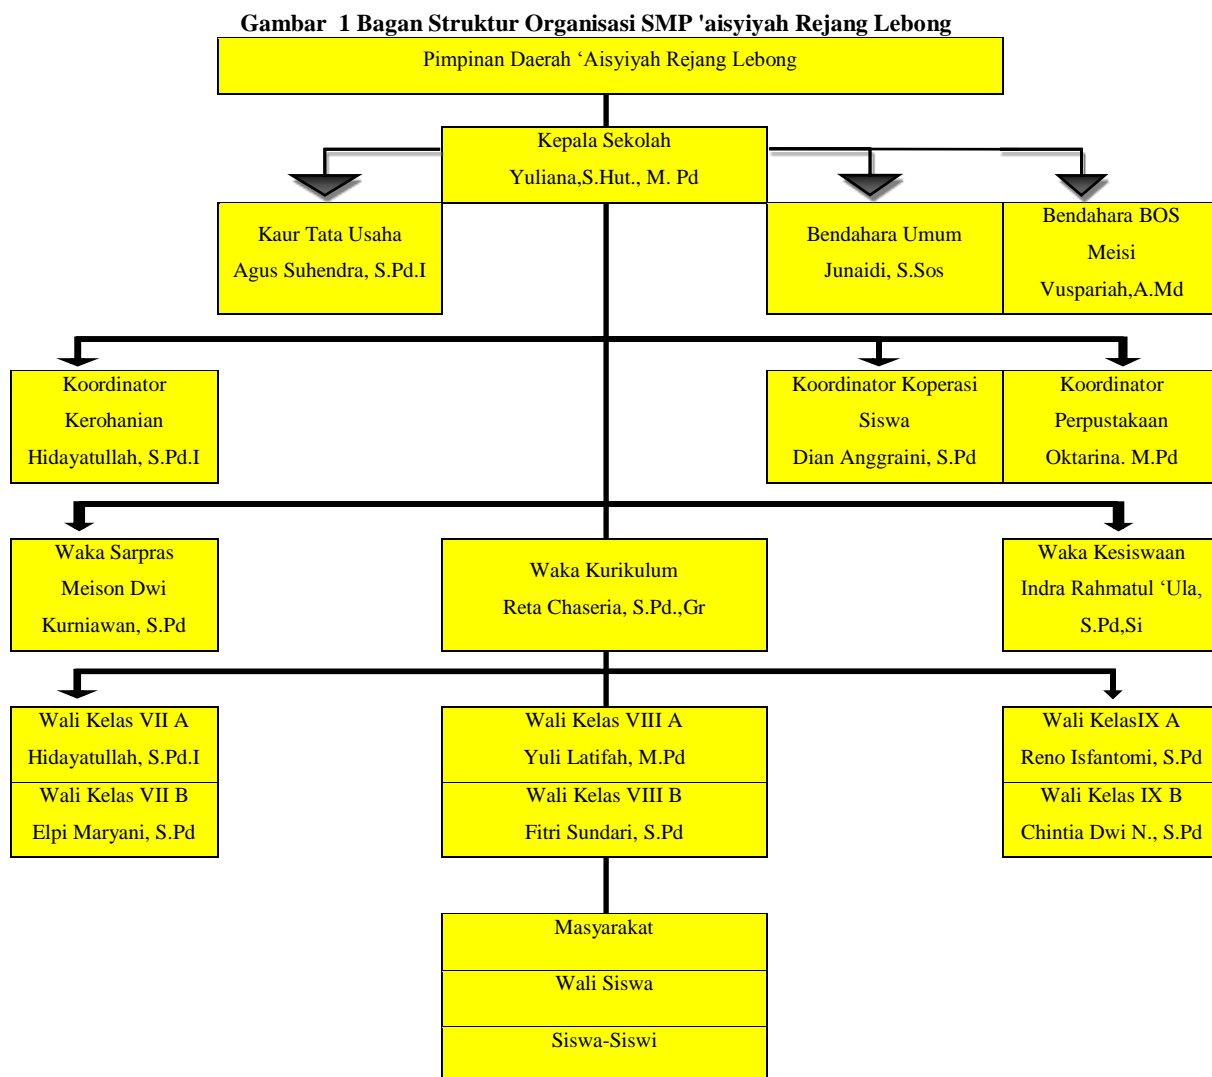 Gambar  1 Bagan Struktur Organisasi SMP 'aisyiyah Rejang Lebong
Pimpinan Daerah ‘Aisyiyah Rejang Lebong
Kepala Sekolah
Yuliana,S.Hut., M. Pd
Kaur Tata Usaha
Agus Suhendra, S.Pd.I
Bendahara Umum
Junaidi, S.Sos
Bendahara BOS
Meisi
Vuspariah,A.Md
Koordinator
Kerohanian
Hidayatullah, S.Pd.I
Koordinator Koperasi
Siswa
Dian Anggraini, S.Pd
Koordinator
Perpustakaan
Oktarina. M.Pd
Waka Sarpras
Meison Dwi
Kurniawan, S.Pd
Waka Kurikulum
Reta Chaseria, S.Pd.,Gr
Waka Kesiswaan
Indra Rahmatul ‘Ula,
S.Pd,Si
Wali Kelas VII A
Hidayatullah, S.Pd.I
Wali Kelas VII B
Elpi Maryani, S.Pd
Wali Kelas VIII A
Yuli Latifah, M.Pd
Wali Kelas VIII B
Fitri Sundari, S.Pd
Wali KelasIX A
Reno Isfantomi, S.Pd
Wali Kelas IX B
Chintia Dwi N., S.Pd
Masyarakat
Wali Siswa
Siswa-Siswi